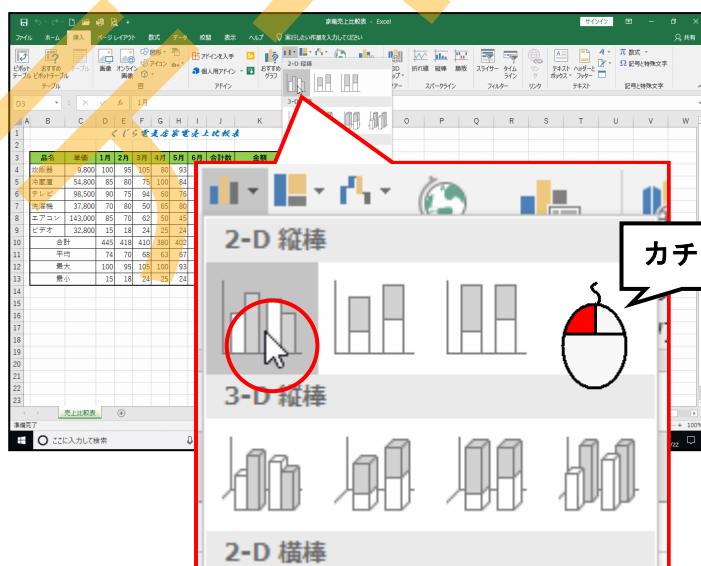 家電売上比較表 - Excel
サインイン
ファイル ホーム 挿入 ページレイアウト 数式 データ 校閲 表示 ヘルプ 実行したい作業を入力してください
共有
ピボットテーブル おすすめピボットテーブル テーブル 画像 オンライン画像 図形 アイコン アドインを入手 個人用アドイン おすすめグラフ 折れ線 縦棒 勝敗 スライサー タイムライン リンク テキストボックス ヘッダーとフッター 数式 記号と特殊文字
テーブル 図 アドイン ツアー スパークライン フィルター リンク テキスト 記号と特殊文字
2-D 縦棒
3-D
D3 1月
A B C D E F G H I J K O P Q R S T U V W
くじら電気店家電売上比較表
品名 単価 1月 2月 3月 4月 5月 6月 合計数 金額
炊飯器 9,800 100 95 105 80 93
冷蔵庫 54,800 85 80 75 100 84
テレビ 98,500 90 75 94 60 76
洗濯機 37,800 70 80 50 65 80
エアコン 143,000 85 70 62 50 45
ビデオ 32,800 15 18 24 25 24
合計 445 418 410 380 402
平均 74 70 68 63 67
最大 100 95 105 100 93
最小 15 18 24 25 24
2-D 縦棒
カチ
3-D 縦棒
2-D 横棒
売上比較表
準備完了
100%
ここに入力して検索